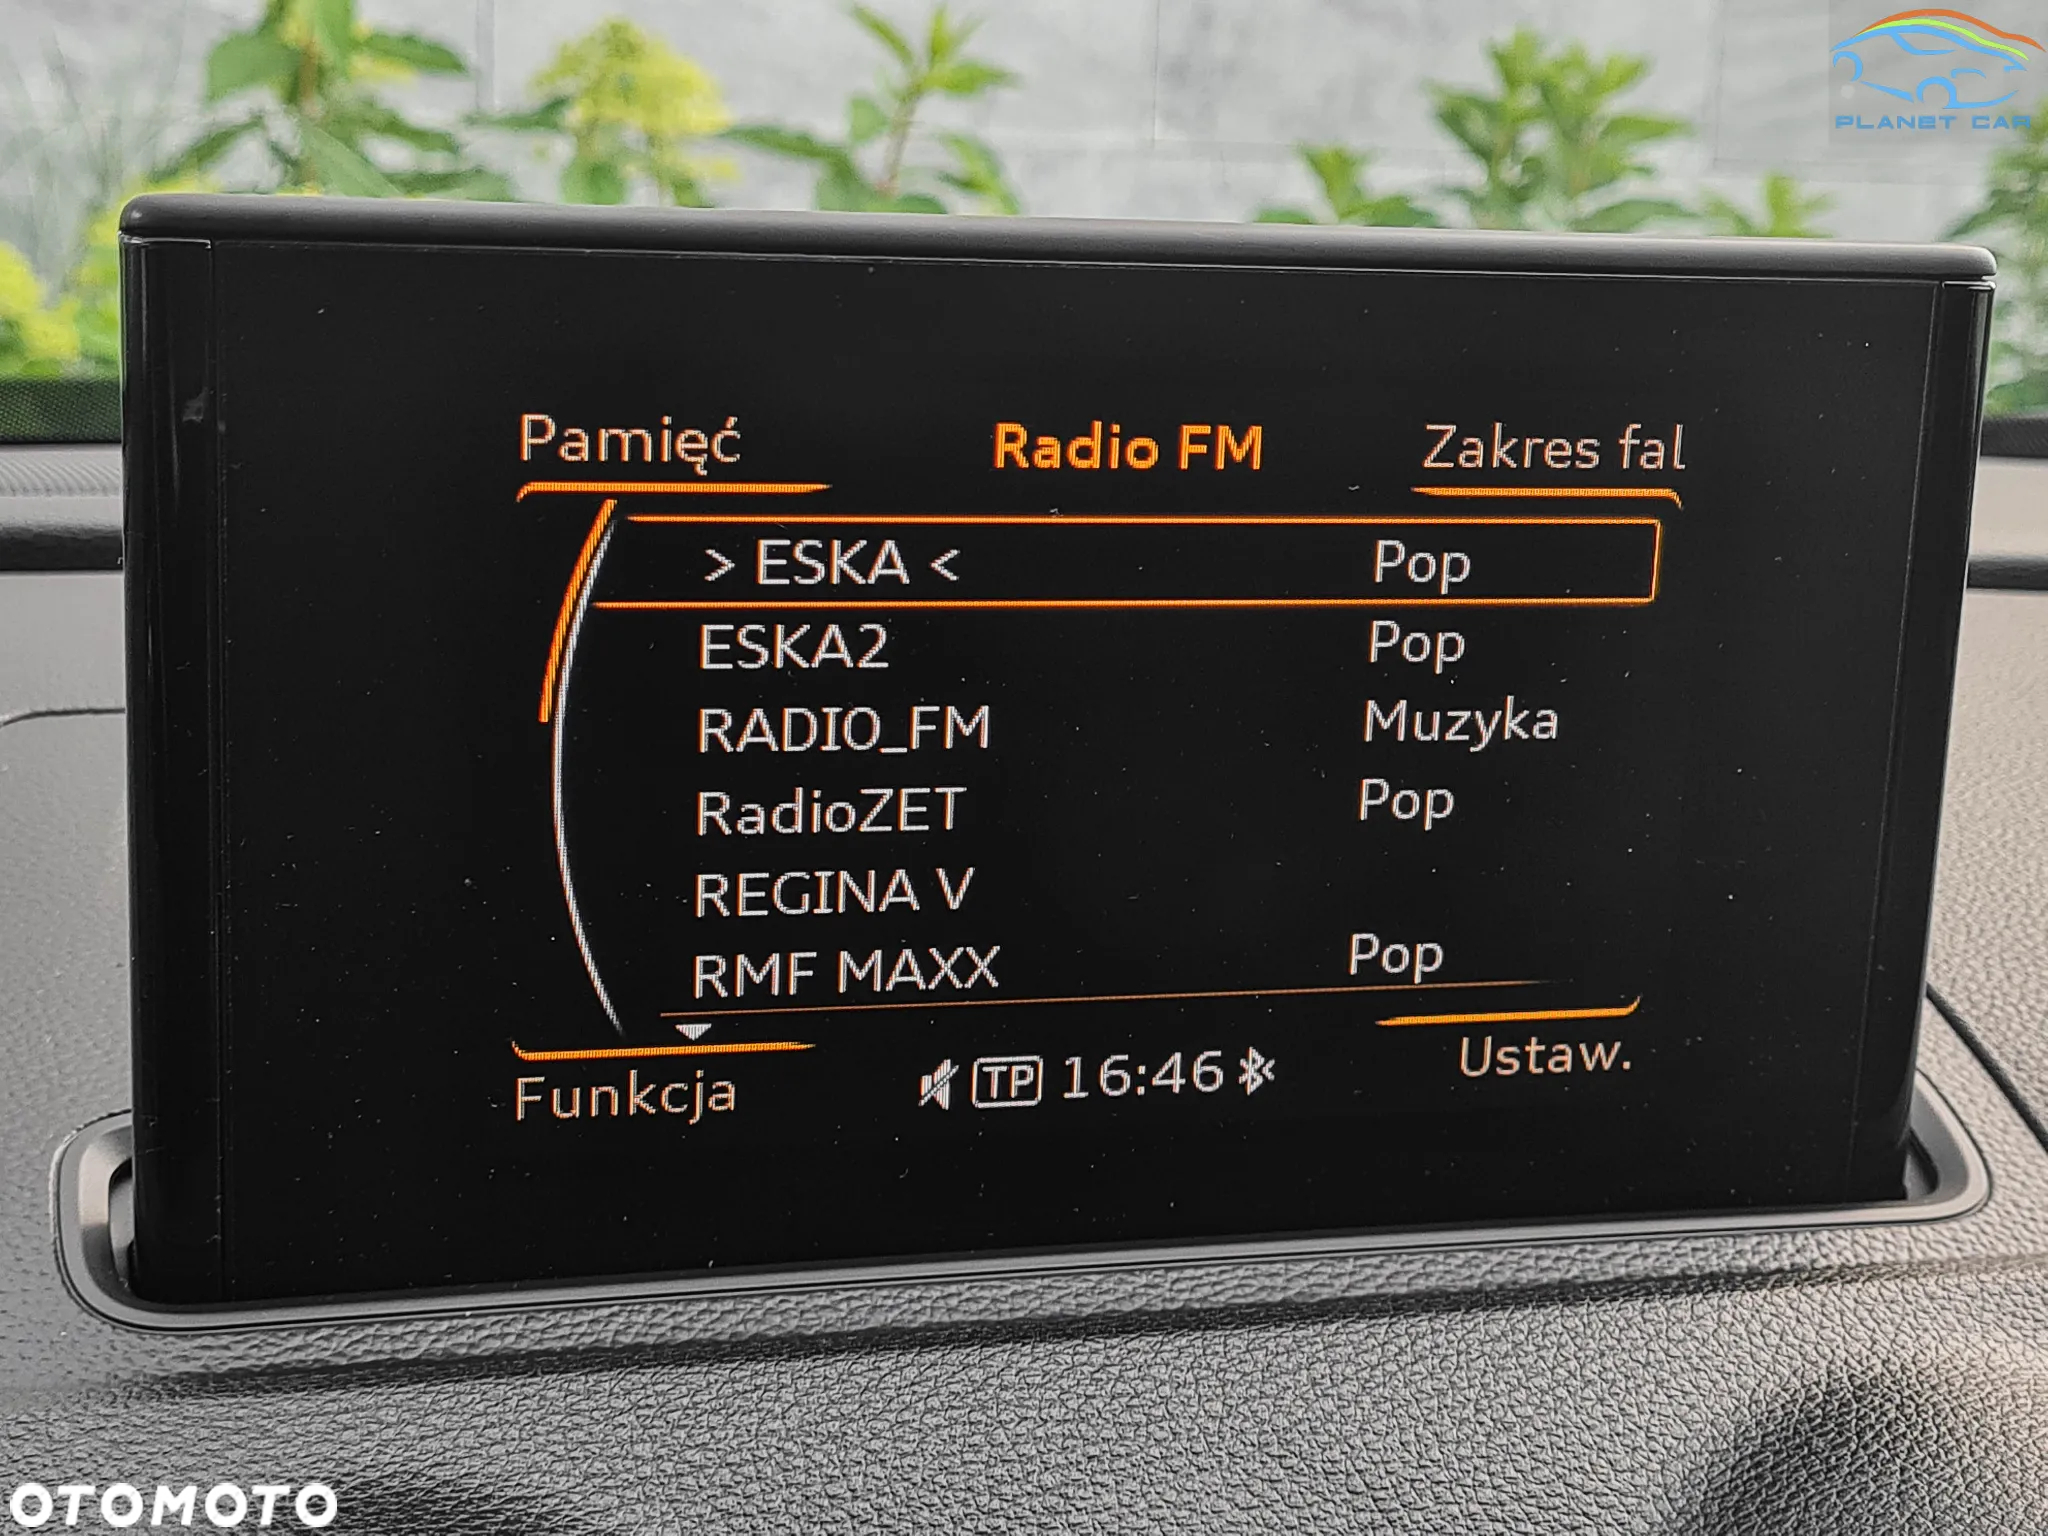 PLANET CAR
Pamięć Radio FM Zakres fal
> ESKA < Pop
ESKA2 Pop
RADIO_FM Muzyka
RadioZET Pop
REGINA V
RMF MAXX Pop
Funkcja TP 16:46 Ustaw.
OTOMOTO